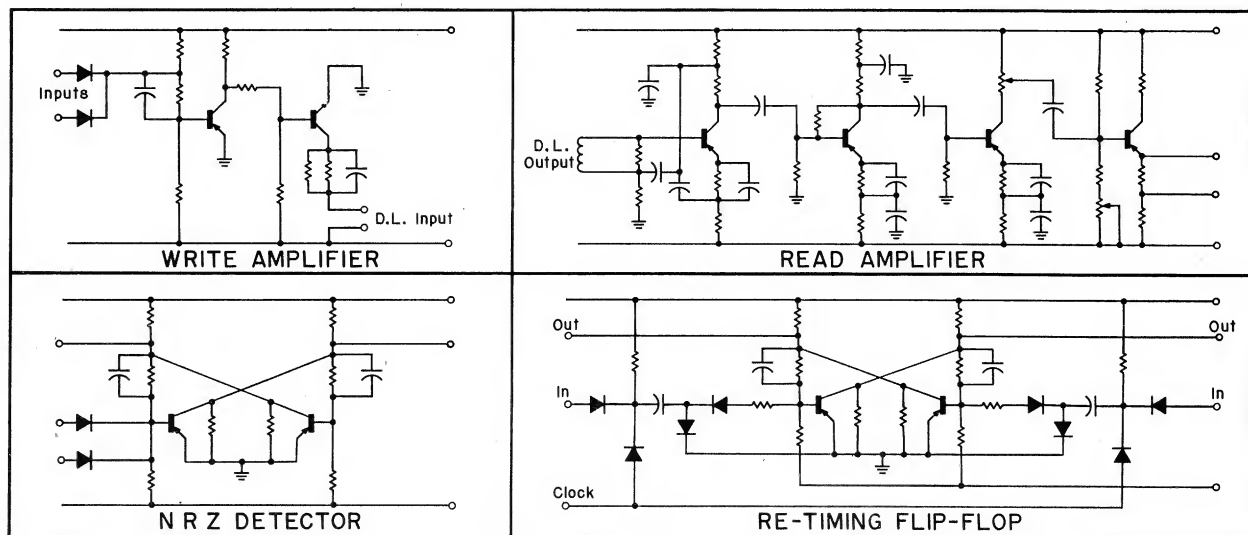 Inputs
D.L. Input
WRITE AMPLIFIER
D.L.
Output
READ AMPLIFIER
N R Z DETECTOR
Out
Out
In
In
Clock
RE-TIMING FLIP-FLOP